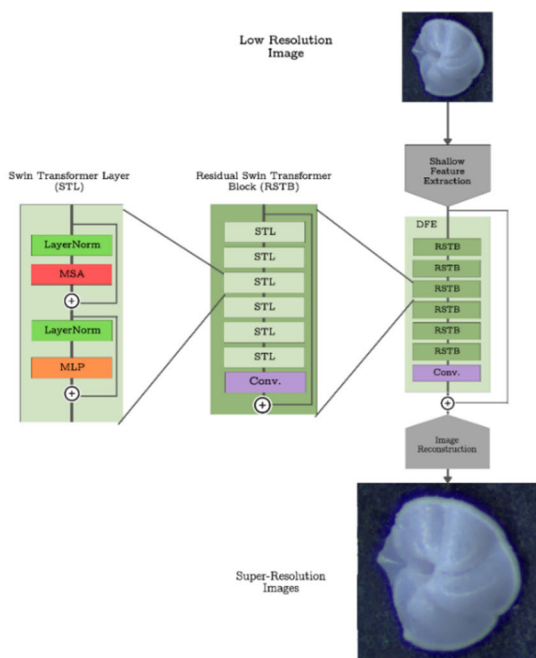 Low Resolution
Image
Shallow
Feature
Extraction
Swin Transformer Layer
(STL)
LayerNorm
MSA
+
LayerNorm
MLP
+
Residual Swin Transformer
Block (RSTB)
STL
STL
STL
STL
STL
STL
Conv.
+
DFE
RSTB
RSTB
RSTB
RSTB
RSTB
RSTB
Conv.
+
Image
Reconstruction
Super-Resolution
Images